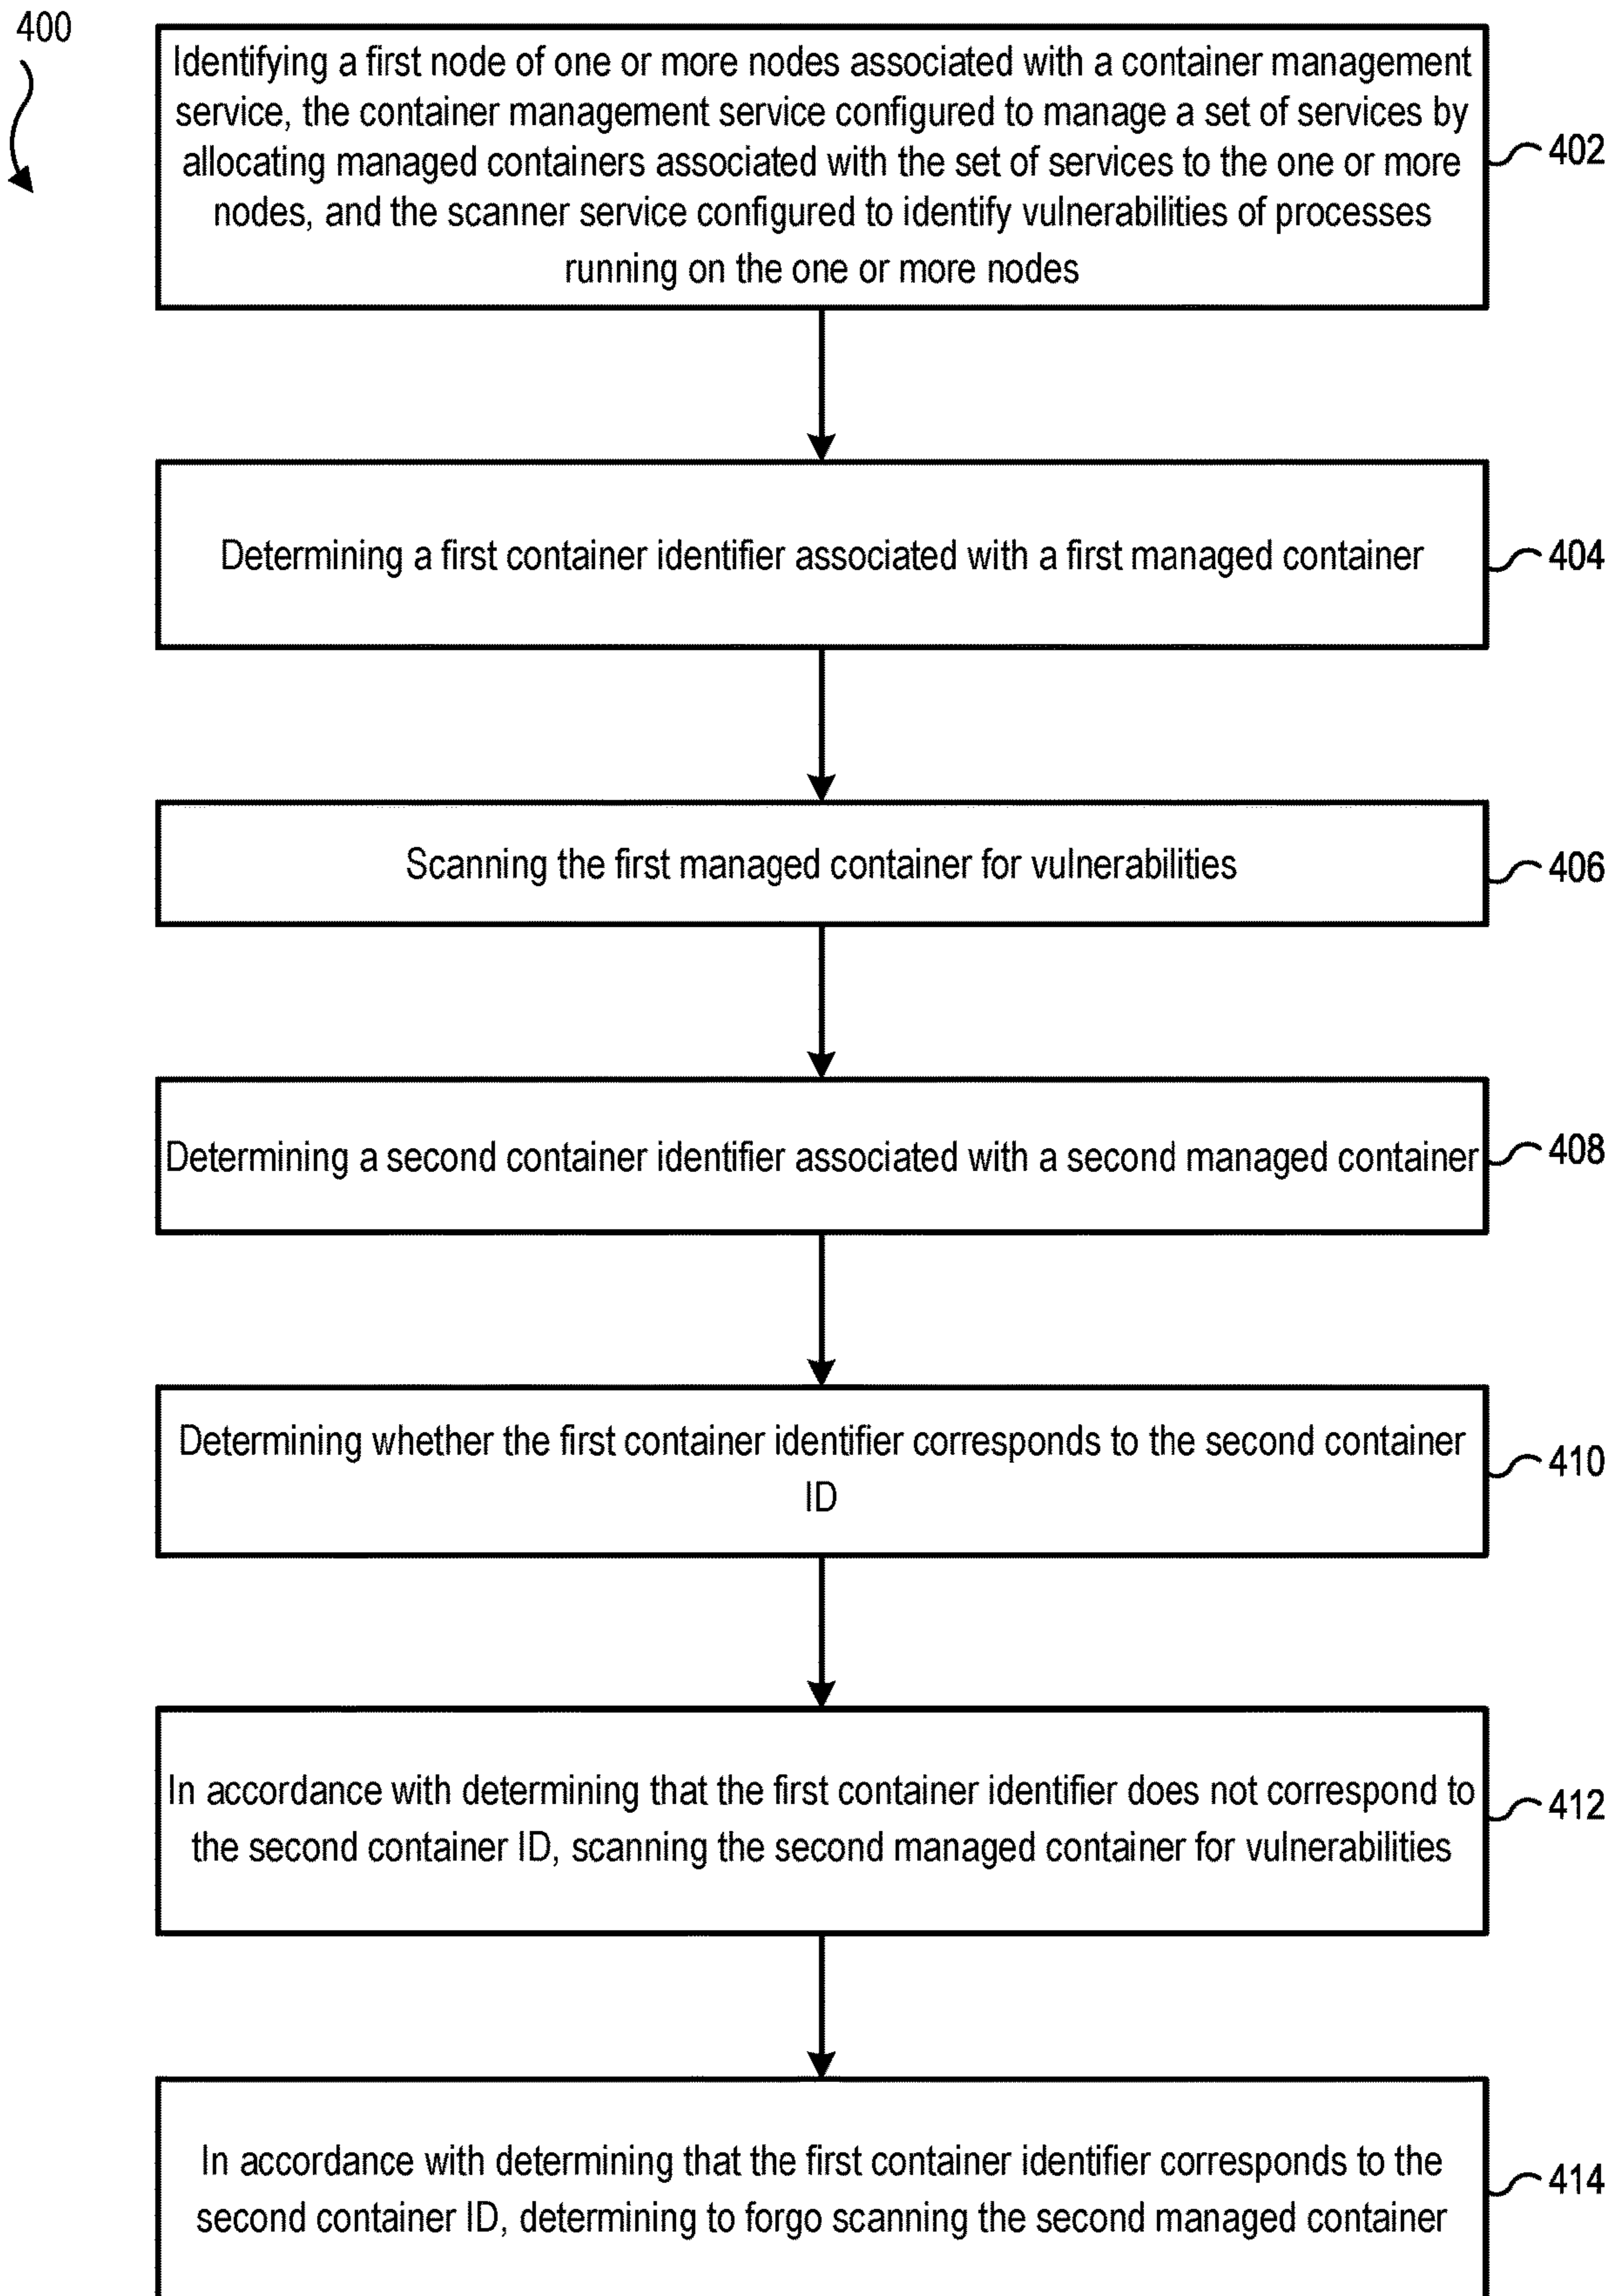 400
Identifying a first node of one or more nodes associated with a container management
service, the container management service configured to manage a set of services by
allocating managed containers associated with the set of services to the one or more
nodes, and the scanner service configured to identify vulnerabilities of processes
running on the one or more nodes
402
Determining a first container identifier associated with a first managed container
404
Scanning the first managed container for vulnerabilities
406
Determining a second container identifier associated with a second managed container
408
Determining whether the first container identifier corresponds to the second container
ID
410
In accordance with determining that the first container identifier does not correspond to
the second container ID, scanning the second managed container for vulnerabilities
412
In accordance with determining that the first container identifier corresponds to the
second container ID, determining to forgo scanning the second managed container
414